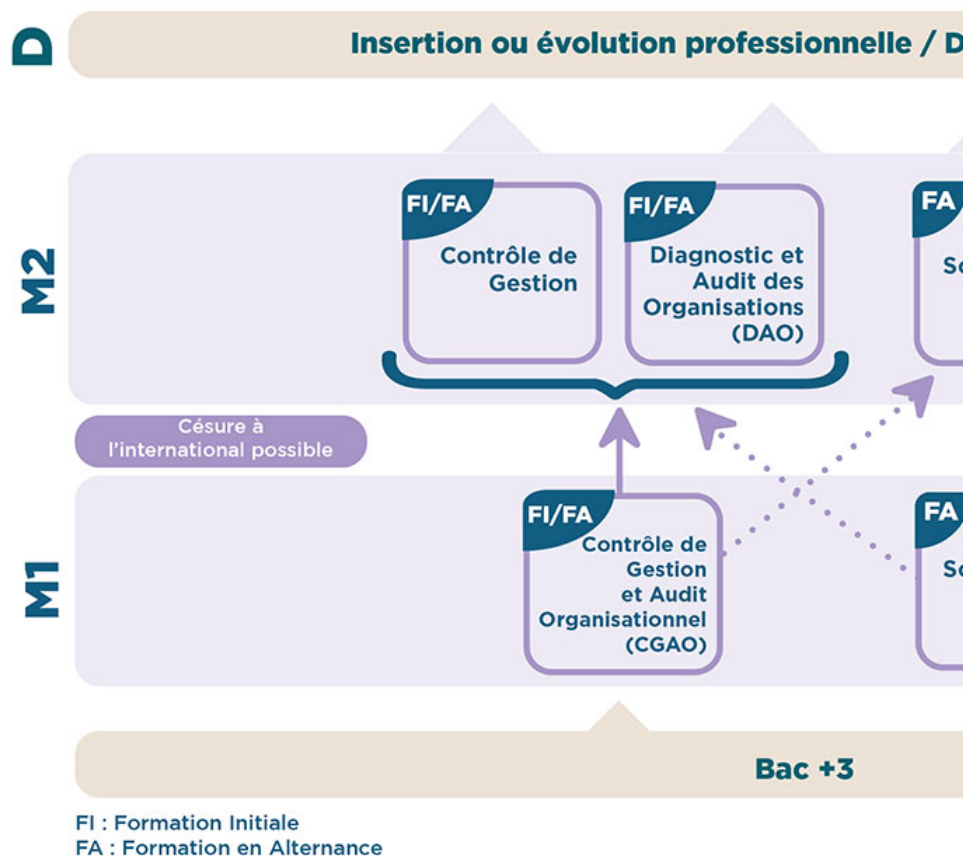 D
Insertion ou évolution professionnelle / D
M2
FI/FA
Contrôle de
Gestion
FI/FA
Diagnostic et
Audit des
Organisations
(DAO)
FA
Césure à
l'international possible
M1
FI/FA
Contrôle de
Gestion
et Audit
Organisationnel
(CGAO)
FA
Bac +3
FI : Formation Initiale
FA : Formation en Alternance